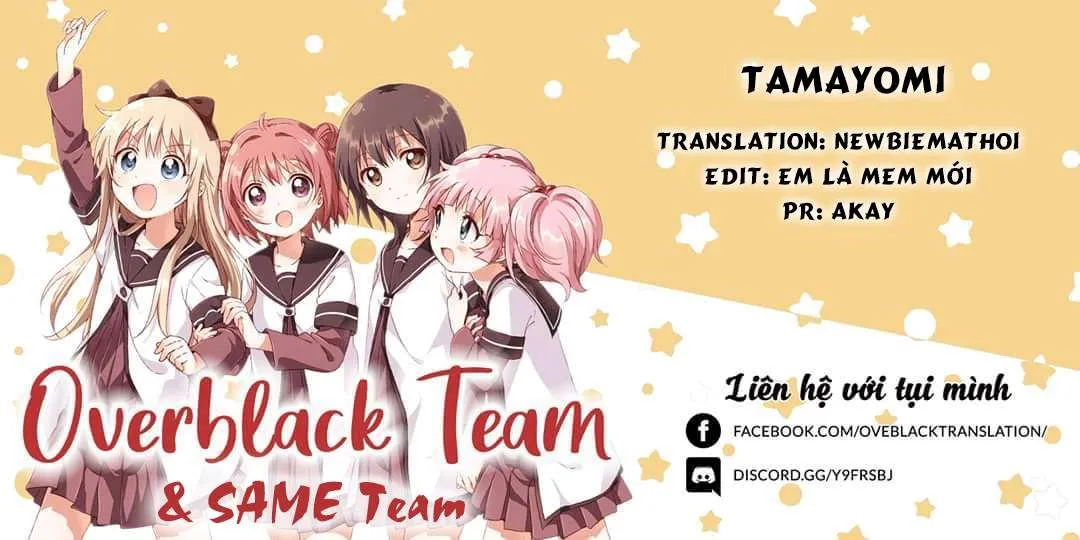 TAMAYOMI
TRANSLATION: NEWBIEMATHOI
EDIT: EM LÀ MEM MỚI
PR: AKAY
Overblack Team
& SAME Team
Liên hệ với tụi mình
FACEBOOK.COM/OVEBLACKTRANSLATION/
DISCORD.GG/Y9FRSBJ